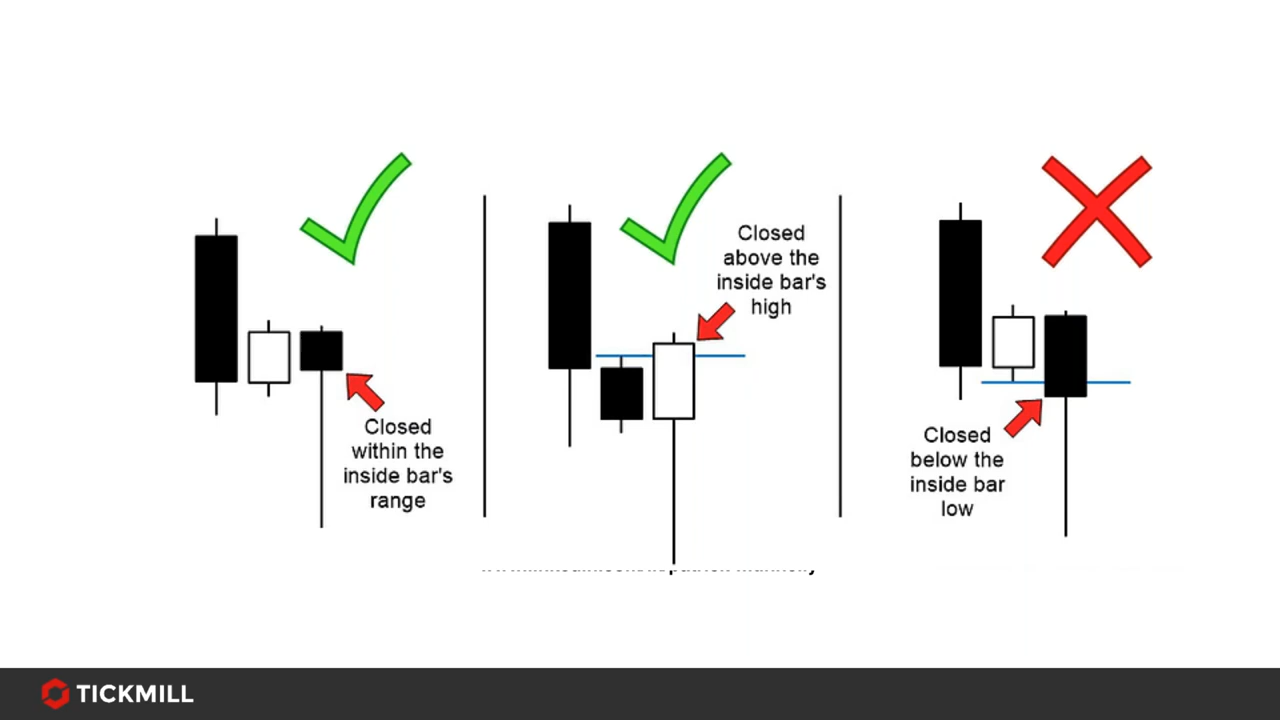 Closed
within the
inside bar's
range
Closed
above the
inside bar's
high
Closed
below the
inside bar
low
TICKMILL